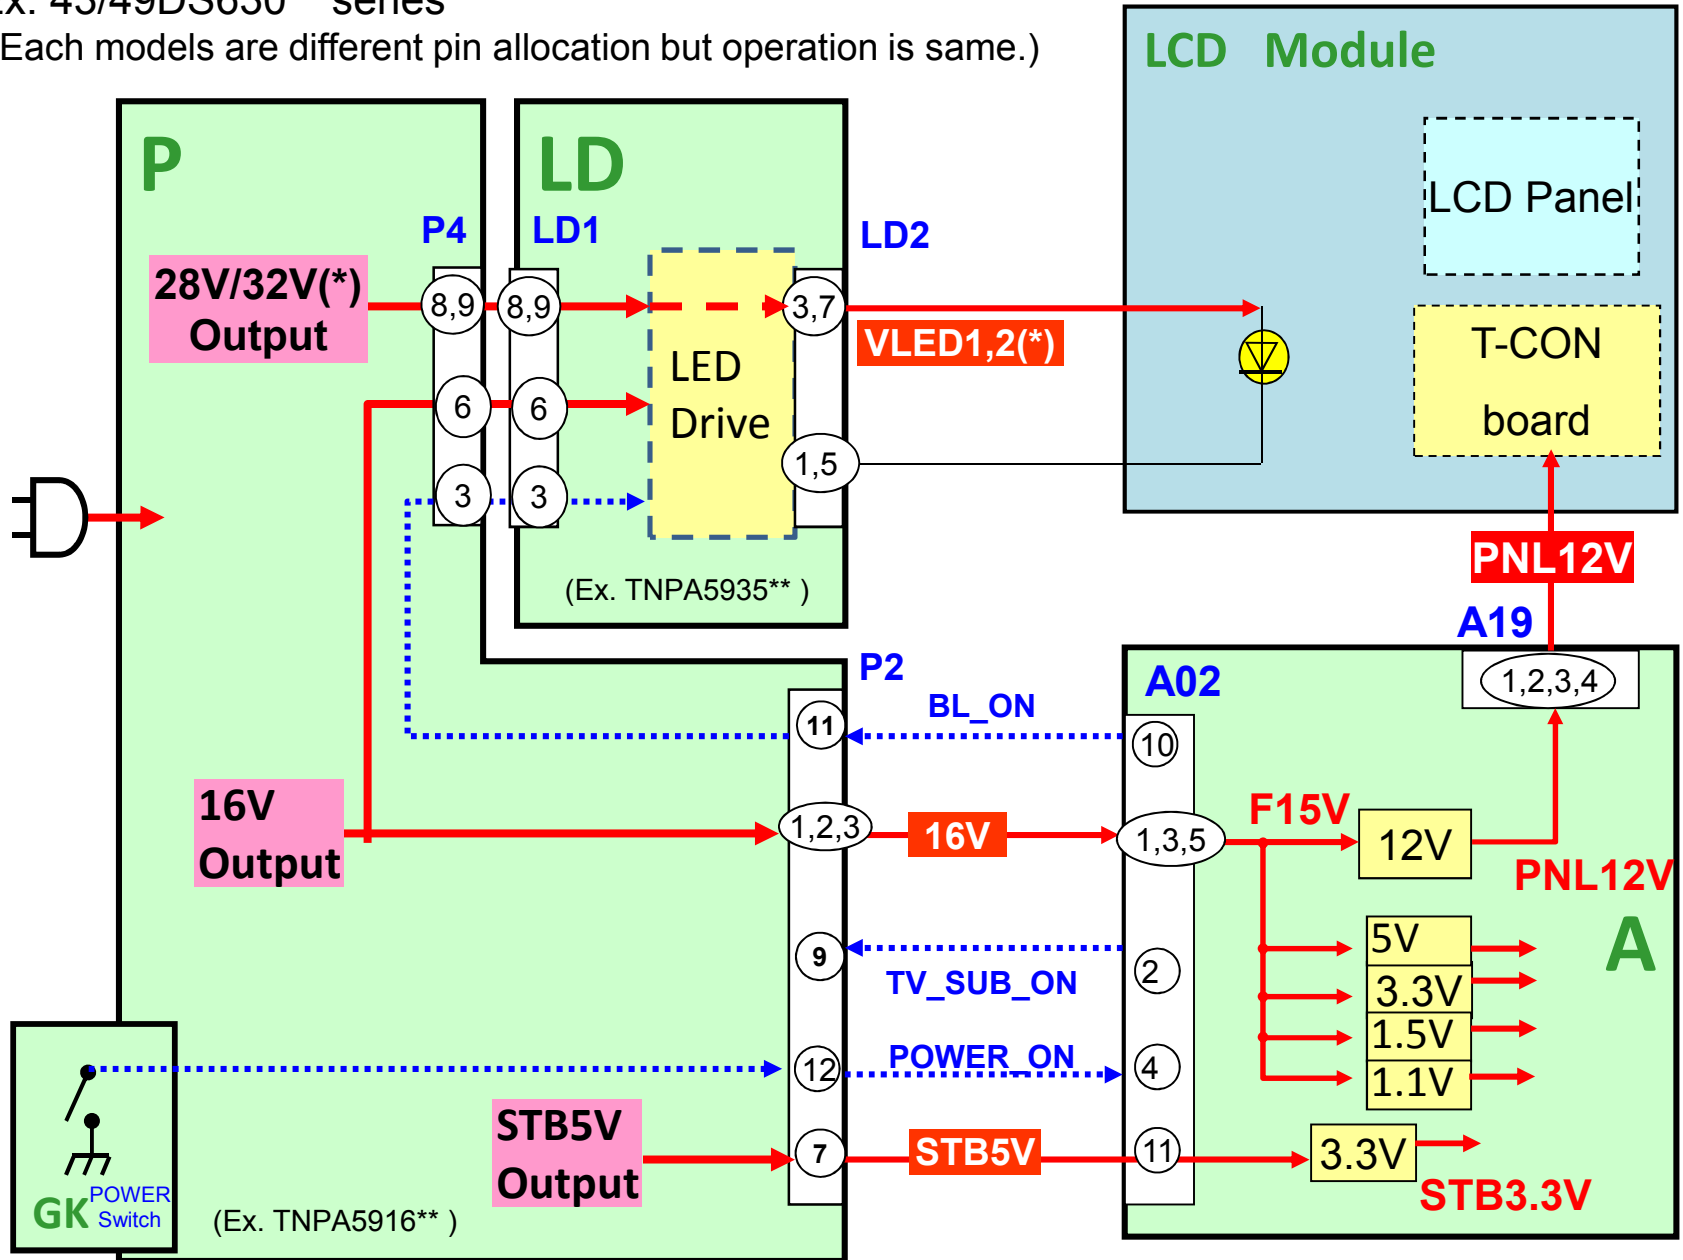 Ex. 43/49DS630** series
(Each models are different pin allocation but operation is same.)
LCD Module
LCD Panel
T-CON
board
PNL12V
P
LD
P4
LD1
LD2
28V/32V(*)
Output
8,9
8,9
3,7
VLED1,2(*)
LED
Drive
6
6
1,5
3
3
(Ex. TNPA5935** )
A19
1,2,3,4
P2
A02
11
BL_ON
10
16V
Output
1,2,3
16V
1,3,5
F15V
12V
PNL12V
A
9
TV_SUB_ON
2
5V
3.3V
1.5V
1.1V
12
POWER_ON
4
STB5V
Output
7
STB5V
11
3.3V
STB3.3V
GK
POWER
Switch
(Ex. TNPA5916** )